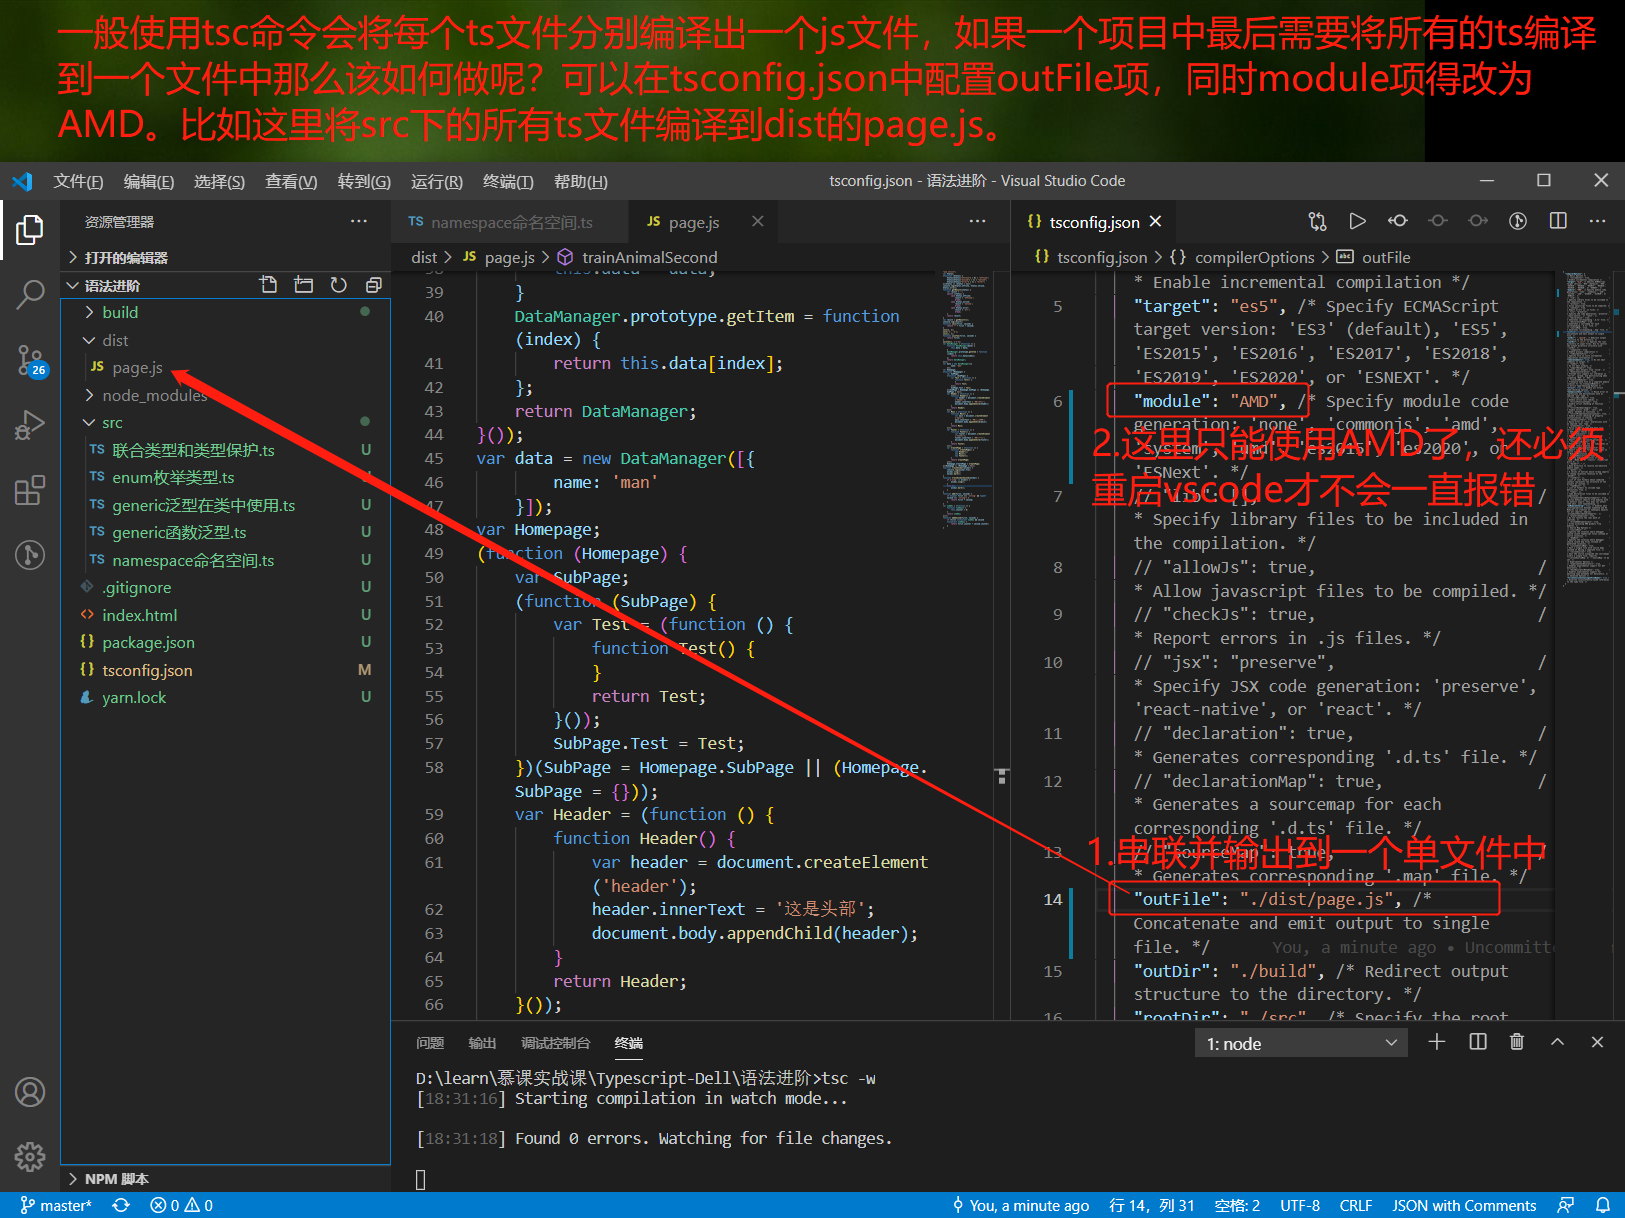 一般使用tsc命令会将每个ts文件分别编译出一个js文件，如果一个项目中最后需要将所有的ts编译
到一个文件中那么该如何做呢？可以在tsconfig.json中配置outFile项，同时module项得改为
AMD。比如这里将src下的所有ts文件编译到dist的page.js。
文件(F) 编辑(E) 选择(S) 查看(V) 转到(G) 运行(R) 终端(T) 帮助(H)
tsconfig.json - 语法进阶 - Visual Studio Code
资源管理器
打开的编辑器
语法进阶
build
dist
JS page.js
node_modules
src
TS 联合类型和类型保护.ts U
TS enum枚举类型.ts U
TS generic泛型在类中使用.ts U
TS generic函数泛型.ts U
TS namespace命名空间.ts U
.gitignore U
index.html U
{} package.json U
{} tsconfig.json M
yarn.lock U
NPM 脚本
26
TS namespace命名空间.ts
JS page.js
dist > JS page.js > trainAnimalSecond
39 }
40 DataManager.prototype.getItem = function
(index) {
41 return this.data[index];
42 };
43 return DataManager;
44 }());
45 var data = new DataManager([{
46 name: 'man'
47 }]);
48 var Homepage;
49 (function (Homepage) {
50 var SubPage;
51 (function (SubPage) {
52 var Test = (function () {
53 function Test() {
54 }
55 return Test;
56 }());
57 SubPage.Test = Test;
58 })(SubPage = Homepage.SubPage || (Homepage.
SubPage = {}));
59 var Header = (function () {
60 function Header() {
61 var header = document.createElement
('header');
62 header.innerText = '这是头部';
63 document.body.appendChild(header);
64 }
65 return Header;
66 }());
{} tsconfig.json
{} tsconfig.json > {} compilerOptions > outFile
* Enable incremental compilation */
5 "target": "es5", /* Specify ECMAScript
target version: 'ES3' (default), 'ES5',
'ES2015', 'ES2016', 'ES2017', 'ES2018',
'ES2019', 'ES2020', or 'ESNEXT'. */
6 "module": "AMD", /* Specify module code
generation: 'none', 'commonjs', 'amd',
'system', 'umd', 'es2015', 'es2020', or
'ESNext'. */
2.这里只能使用AMD了，还必须
重启vscode才不会一直报错
7 // "lib": [], /
* Specify library files to be included in
the compilation. */
8 // "allowJs": true, /
* Allow javascript files to be compiled. */
9 // "checkJs": true, /
* Report errors in .js files. */
10 // "jsx": "preserve", /
* Specify JSX code generation: 'preserve',
'react-native', or 'react'. */
11 // "declaration": true, /
* Generates corresponding '.d.ts' file. */
12 // "declarationMap": true, /
* Generates a sourcemap for each
corresponding '.d.ts' file. */
13 // "sourceMap": true, /
* Generates corresponding '.map' file. */
1.串联并输出到一个单文件中
14 "outFile": "./dist/page.js", /*
Concatenate and emit output to single
file. */ You, a minute ago • Uncommitte
15 "outDir": "./build", /* Redirect output
structure to the directory. */
16 "rootDir": "./src", /* Specify the root
问题 输出 调试控制台 终端
1: node
D:\learn\慕课实战课\Typescript-Dell\语法进阶>tsc -w
[18:31:16] Starting compilation in watch mode...
[18:31:18] Found 0 errors. Watching for file changes.
master* 0 0
You, a minute ago 行 14，列 31 空格: 2 UTF-8 CRLF JSON with Comments